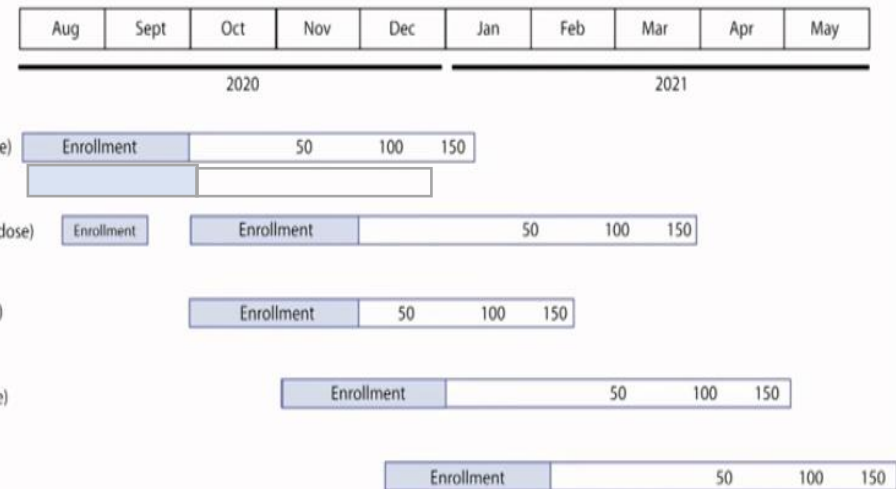 Aug Sept Oct Nov Dec Jan Feb Mar Apr May
2020 2021
e) Enrollment 50 100 150
dose) Enrollment Enrollment 50 100 150
) Enrollment 50 100 150
e) Enrollment 50 100 150
Enrollment 50 100 150